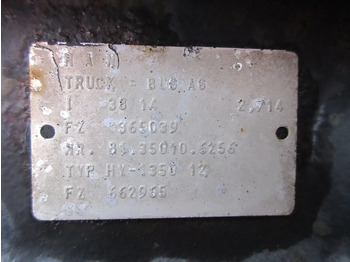 MAN
TRUCK = BUS AG
I 38 14 2.714
FZ 365039
NR. 81.35010.6256
TYP HY-1350 12
FZ 662965